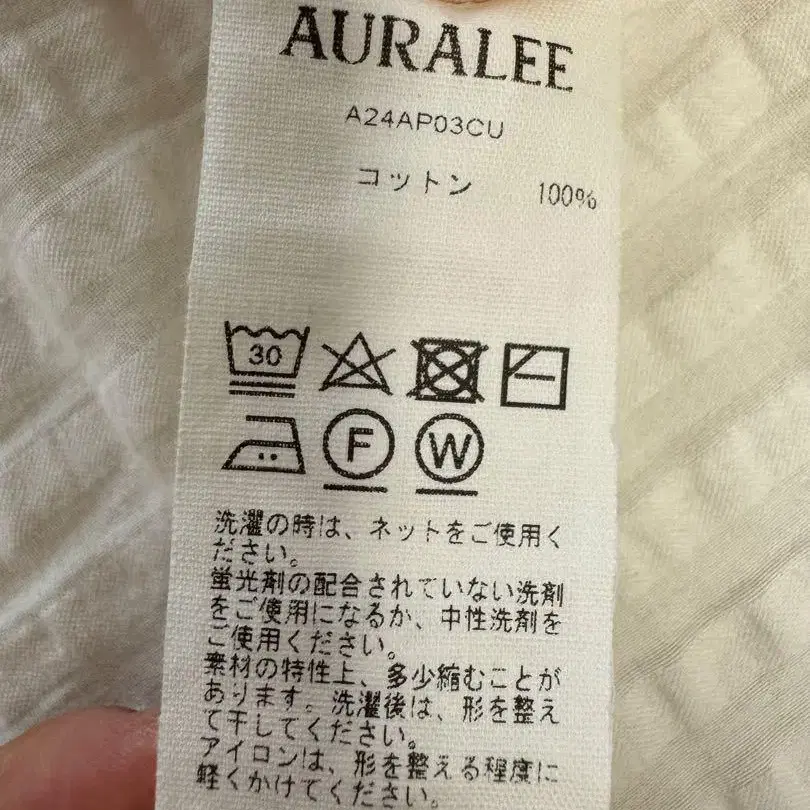 AURALEE
A24AP03CU
コットン 100%
30
F W
洗濯の時は、ネットをご使用く
ださい。
蛍光剤の配合されていない洗剤
をご使用になるか、中性洗剤を
ご使用ください。
素材の特性上、多少縮むことが
あります。洗濯後は、形を整え
て干してください。
アイロンは、形を整える程度に
軽くかけてください。